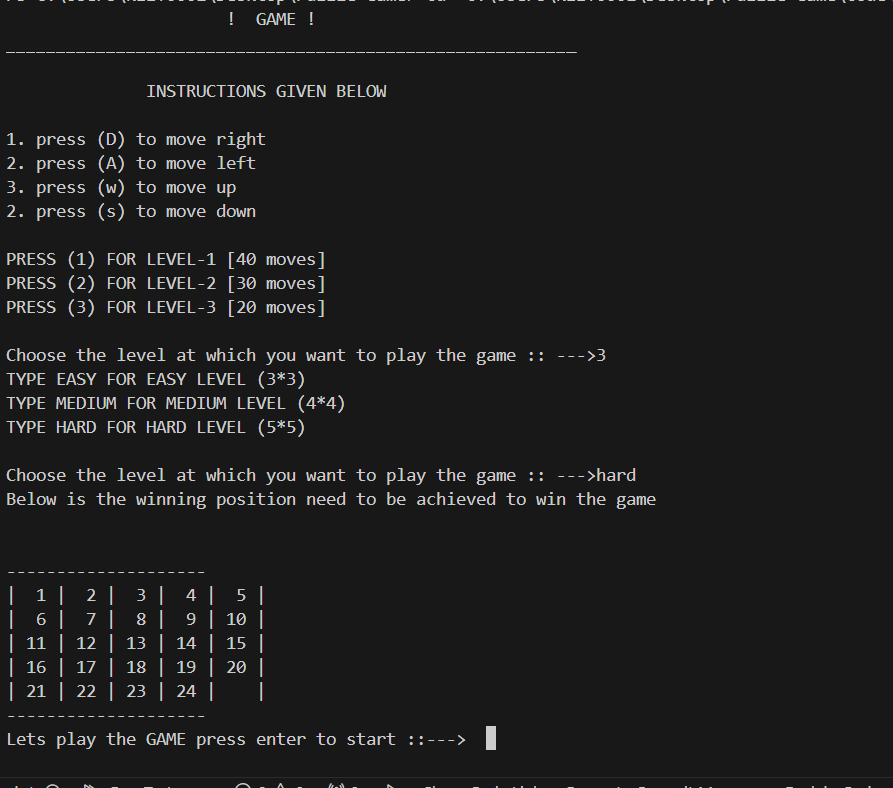 ! GAME !
_________________________________________________________
INSTRUCTIONS GIVEN BELOW
1. press (D) to move right
2. press (A) to move left
3. press (w) to move up
2. press (s) to move down
PRESS (1) FOR LEVEL-1 [40 moves]
PRESS (2) FOR LEVEL-2 [30 moves]
PRESS (3) FOR LEVEL-3 [20 moves]
Choose the level at which you want to play the game :: --->3
TYPE EASY FOR EASY LEVEL (3*3)
TYPE MEDIUM FOR MEDIUM LEVEL (4*4)
TYPE HARD FOR HARD LEVEL (5*5)
Choose the level at which you want to play the game :: --->hard
Below is the winning position need to be achieved to win the game
--------------------
| 1 | 2 | 3 | 4 | 5 |
| 6 | 7 | 8 | 9 | 10 |
| 11 | 12 | 13 | 14 | 15 |
| 16 | 17 | 18 | 19 | 20 |
| 21 | 22 | 23 | 24 | |
--------------------
Lets play the GAME press enter to start ::--->